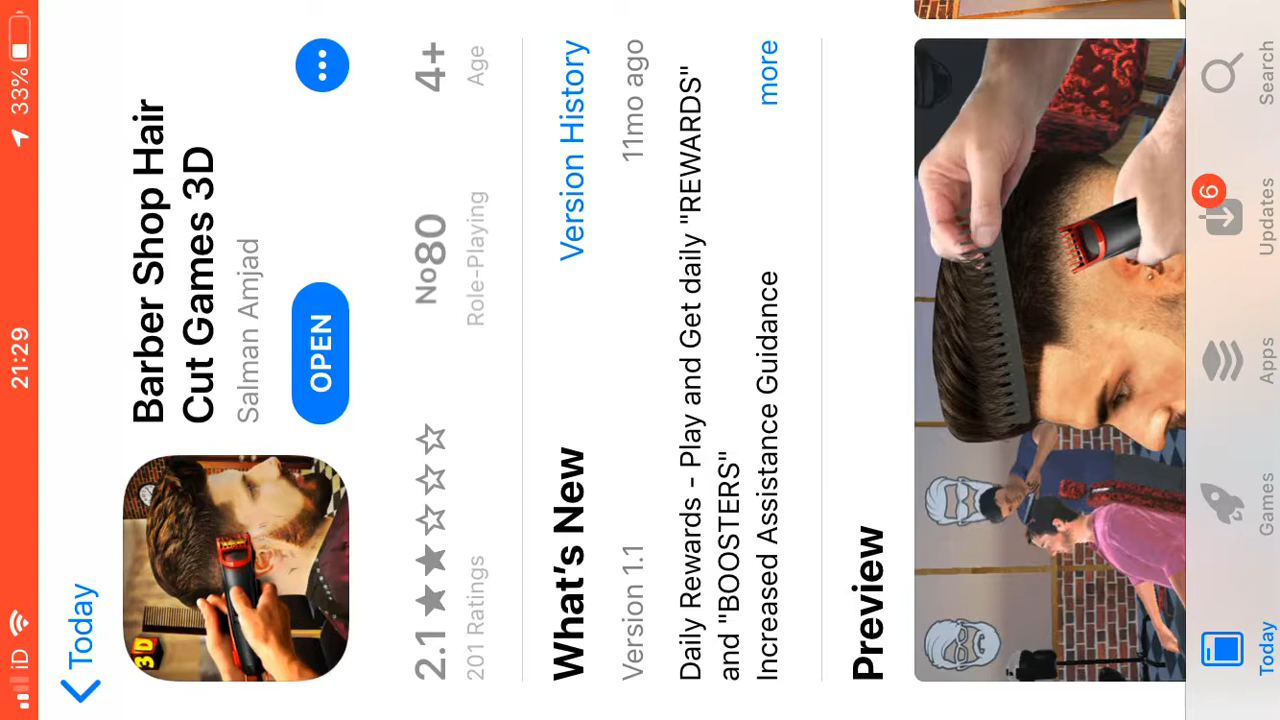 iD 21:29 33%
Today
3D
Barber Shop Hair
Cut Games 3D
Salman Amjad
OPEN
2.1 No80 4+
201 Ratings Role-Playing Age
What's New Version History
Version 1.1 11mo ago
Daily Rewards - Play and Get daily "REWARDS"
and "BOOSTERS"
Increased Assistance Guidance more
Preview
6
Today Games Apps Updates Search